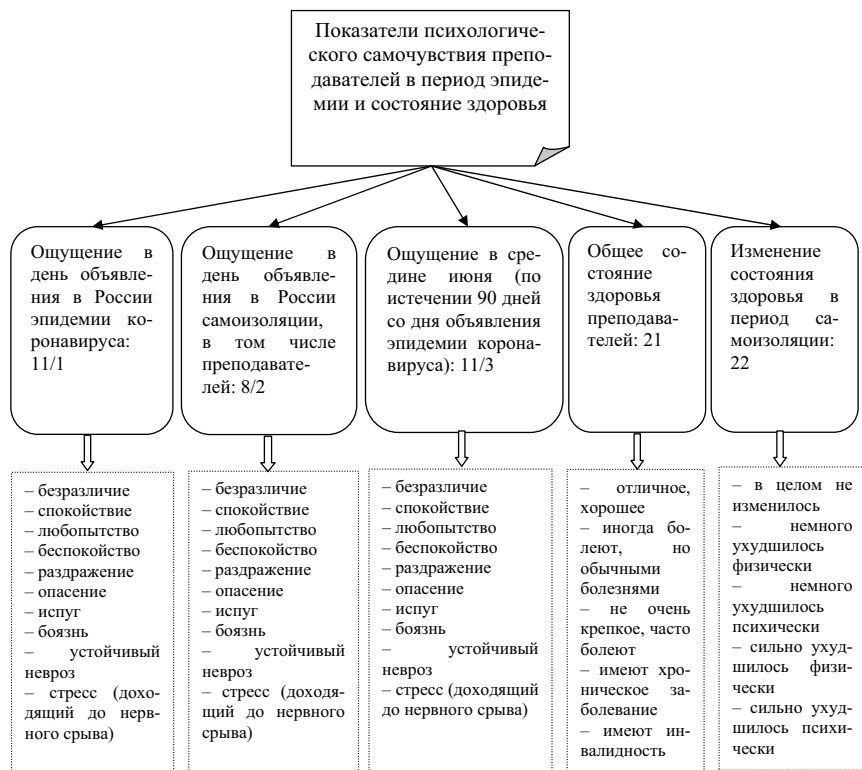 Показатели психологиче-
ского самочувствия препо-
давателей в период эпиде-
мии и состояние здоровья
Ощущение в
день объявле-
ния в России
эпидемии ко-
ронавируса:
11/1
Ощущение в
день объявле-
ния в России
самоизоляции,
в том числе
преподавате-
лей: 8/2
Ощущение в сре-
дине июня (по
истечении 90 дней
со дня объявления
эпидемии корона-
вируса): 11/3
Общее со-
стояние
здоровья
преподава-
телей: 21
Изменение
состояния
здоровья в
период са-
моизоляции:
22
– безразличие
– спокойствие
– любопытство
– беспокойство
– раздражение
– опасение
– испуг
– боязнь
– устойчивый
невроз
– стресс (дохо-
дящий до нерв-
ного срыва)
– безразличие
– спокойствие
– любопытство
– беспокойство
– раздражение
– опасение
– испуг
– боязнь
– устойчивый
невроз
– стресс (доходя-
щий до нервного
срыва)
– безразличие
– спокойствие
– любопытство
– беспокойство
– раздражение
– опасение
– испуг
– боязнь
– устойчивый
невроз
– стресс (доходящий
до нервного срыва)
– отличное,
хорошее
– иногда бо-
леют, но
обычными
болезнями
– не очень
крепкое, часто
болеют
– имеют хро-
ническое за-
болевание
– имеют ин-
валидность
– в целом не
изменилось
– немного
ухудшилось
физически
– немного
ухудшилось
психически
– сильно ухуд-
шилось физи-
чески
– сильно ухуд-
шилось психи-
чески